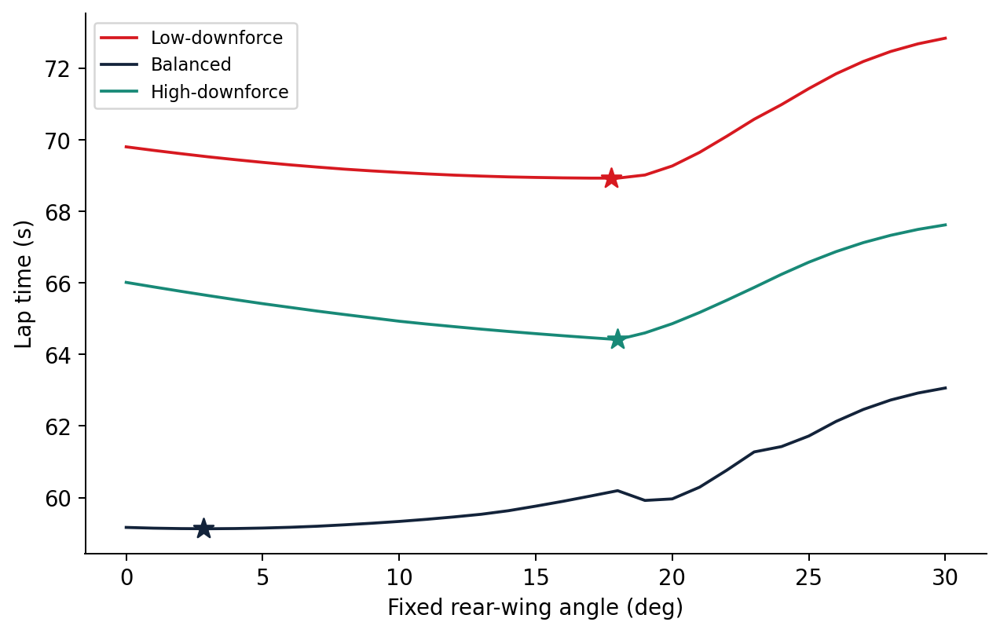 Low-downforce
Balanced
High-downforce
72
70
68
66
64
62
60
Lap time (s)
0 5 10 15 20 25 30
Fixed rear-wing angle (deg)